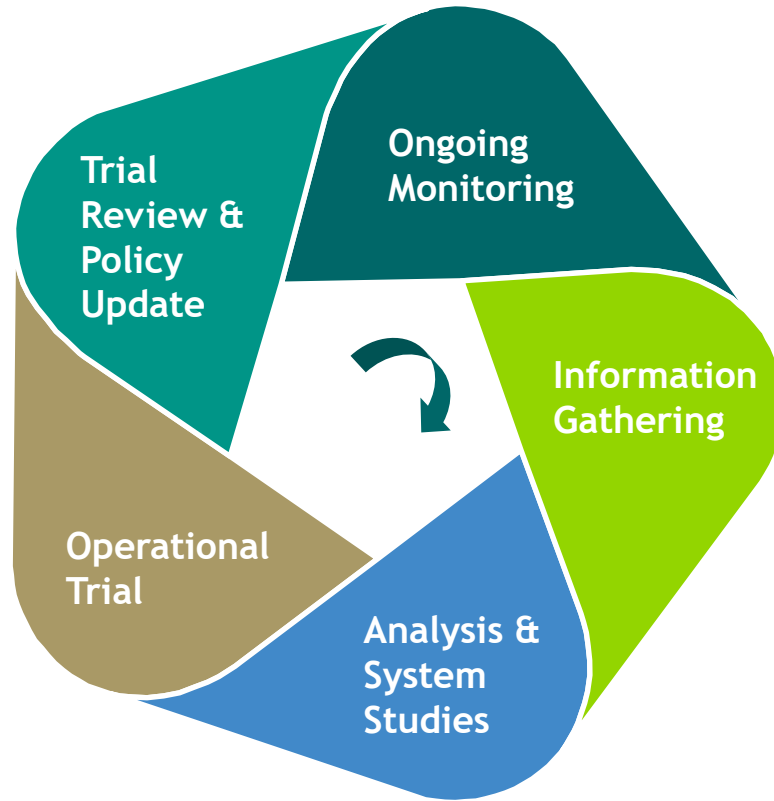 Ongoing
Monitoring
Trial
Review &
Policy
Update
Information
Gathering
Operational
Trial
Analysis &
System
Studies